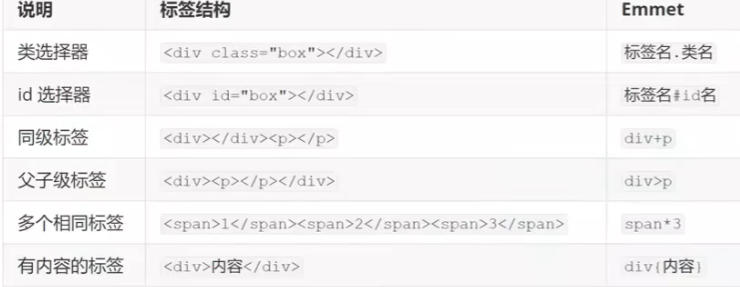 说明 标签结构 Emmet
类选择器 <div class="box"></div> 标签名.类名
id 选择器 <div id="box"></div> 标签名#id名
同级标签 <div></div><p></p> div+p
父子级标签 <div><p></p></div> div>p
多个相同标签 <span>1</span><span>2</span><span>3</span> span*3
有内容的标签 <div>内容</div> div{内容}